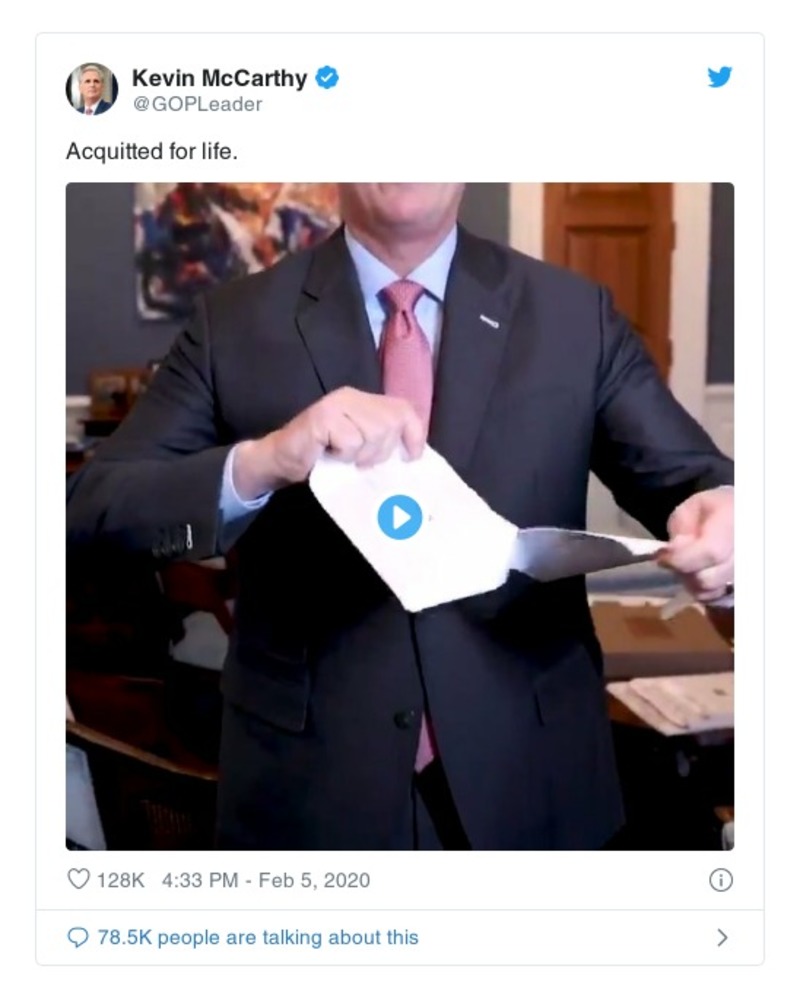 Kevin McCarthy
@GOPLeader
Acquitted for life.
128K 4:33 PM - Feb 5, 2020
78.5K people are talking about this